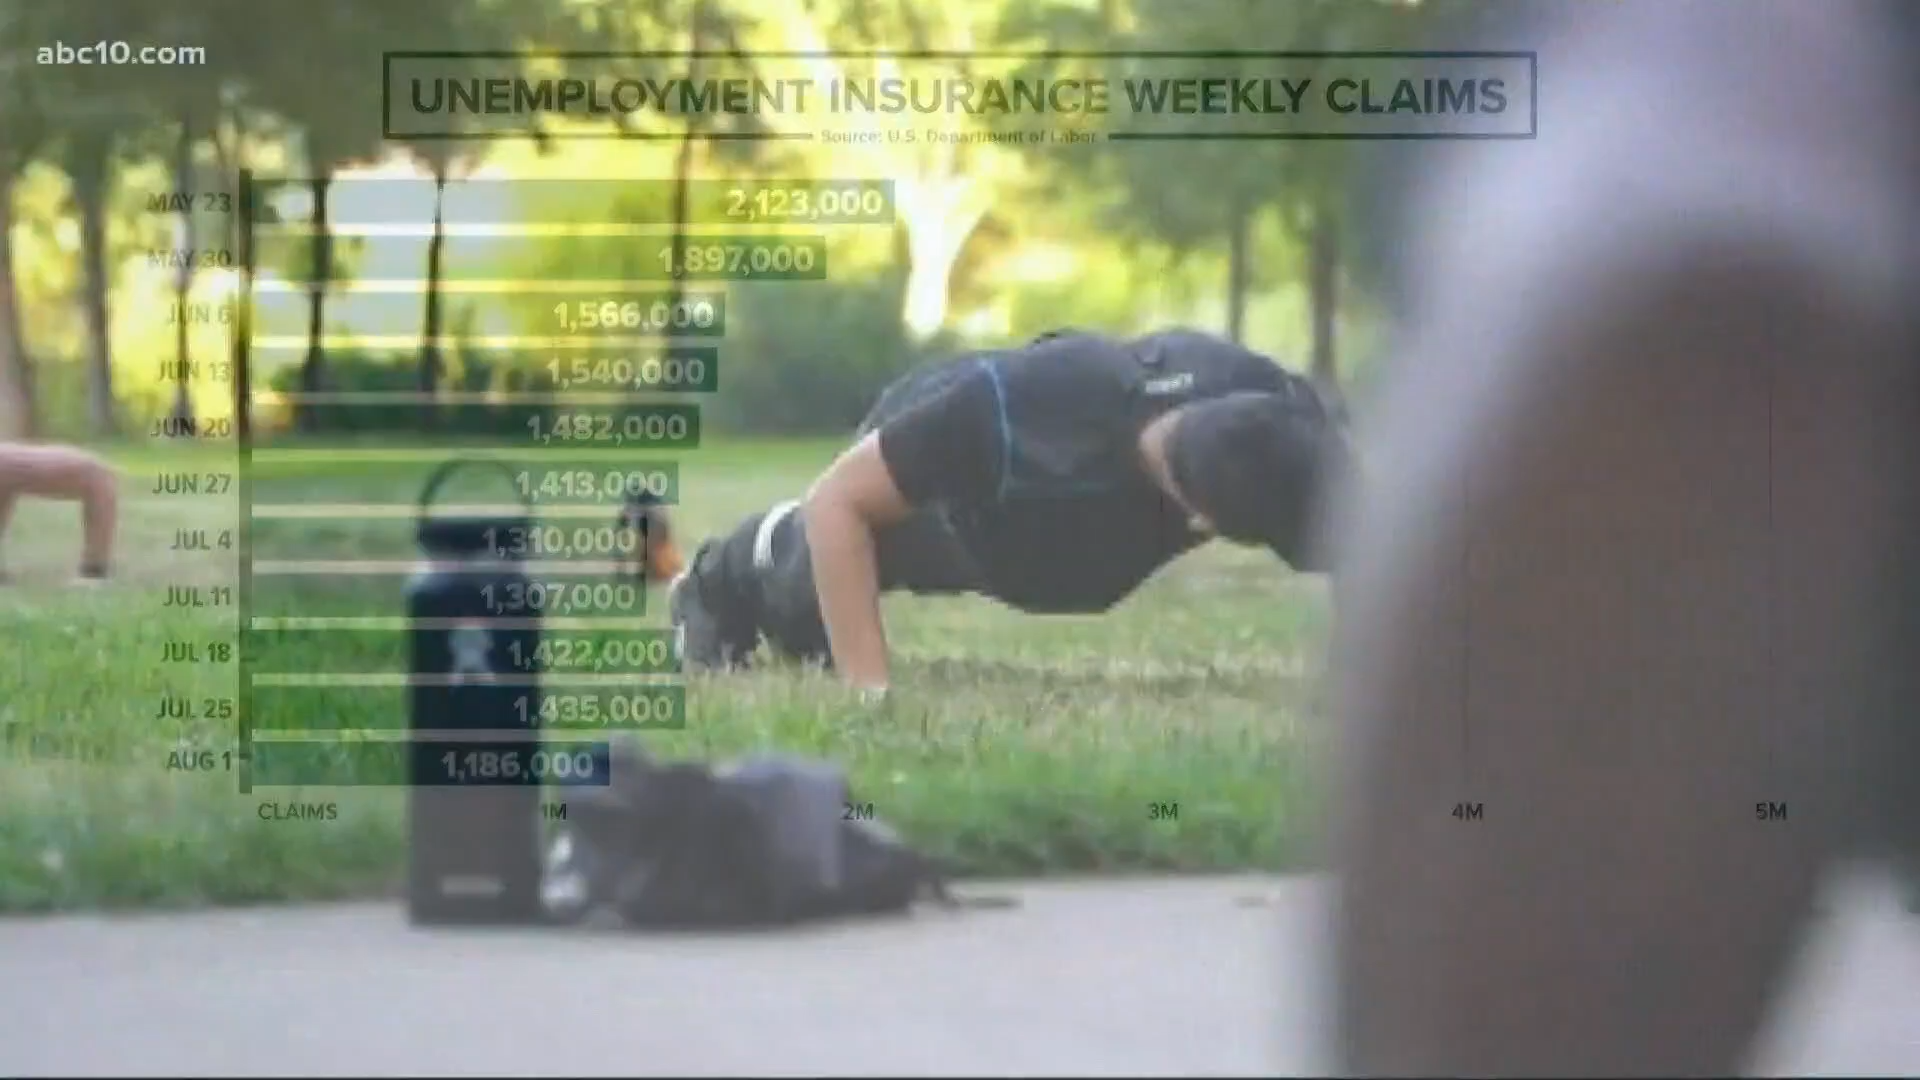 abc10.com
UNEMPLOYMENT INSURANCE WEEKLY CLAIMS
Source: U.S. Department of Labor
MAY 23 2,123,000
MAY 30 1,897,000
JUN 6 1,566,000
JUN 13 1,540,000
JUN 20 1,482,000
JUN 27 1,413,000
JUL 4 1,310,000
JUL 11 1,307,000
JUL 18 1,422,000
JUL 25 1,435,000
AUG 1 1,186,000
CLAIMS 1M 2M 3M 4M 5M